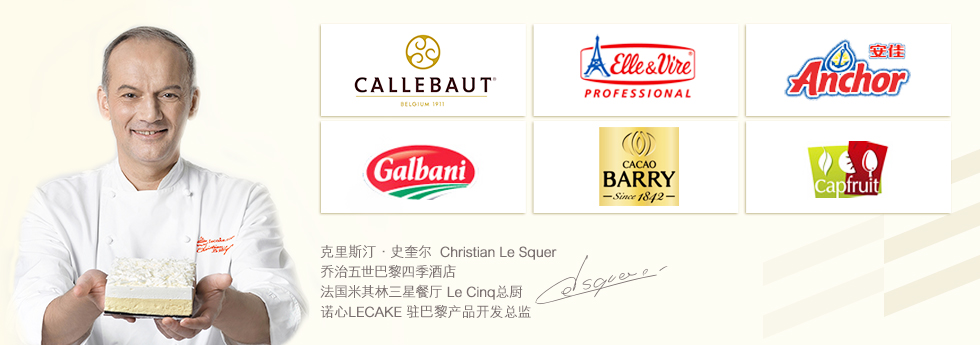 CALLEBAUT®
BELGIUM 1911
Elle & Vire
PROFESSIONAL
安佳
Anchor
Galbani
CACAO
BARRY
Since 1842
Capfruit
克里斯汀·史奎尔 Christian Le Squer
乔治五世巴黎四季酒店
法国米其林三星餐厅 Le Cinq总厨
诺心LECAKE 驻巴黎产品开发总监